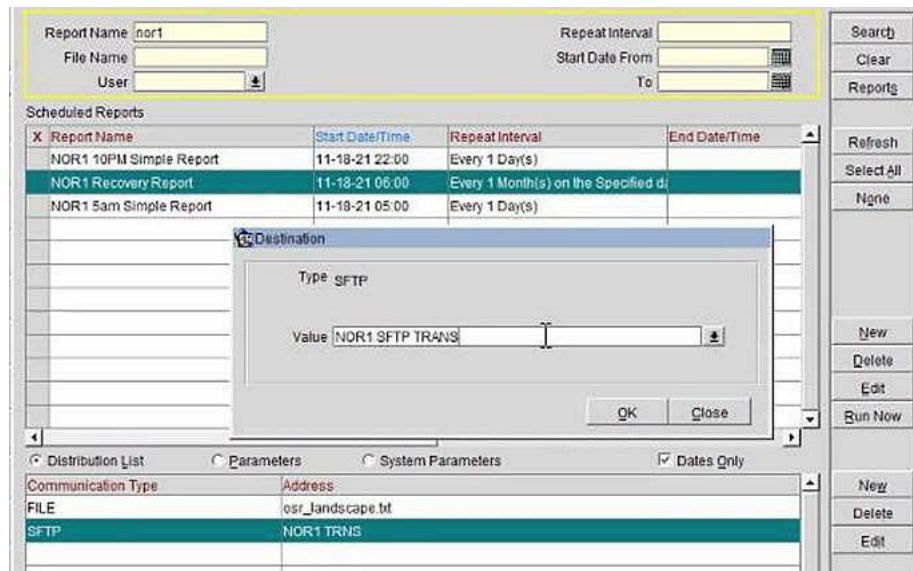 Report Name nor1 Repeat Interval Search
File Name Start Date From Clear
User To Reports
Scheduled Reports
X Report Name Start Date/Time Repeat Interval End Date/Time
Refresh
NOR1 10PM Simple Report 11-18-21 22:00 Every 1 Day(s)
Select All
NOR1 Recovery Report 11-18-21 06:00 Every 1 Month(s) on the Specified da
None
NOR1 5am Simple Report 11-18-21 05:00 Every 1 Day(s)
Destination
Type SFTP
Value NOR1 SFTP TRANS
New
Delete
Edit
OK Close
Run Now
Distribution List Parameters System Parameters Dates Only
Communication Type Address New
FILE osr_landscape.txt Delete
SFTP NOR1 TRNS Edit